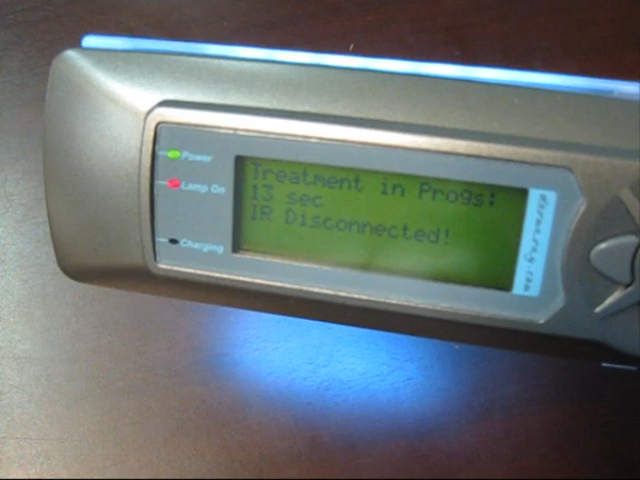 Power
Lamp On
Charging
Treatment in Progs:
13 sec
IR Disconnected!